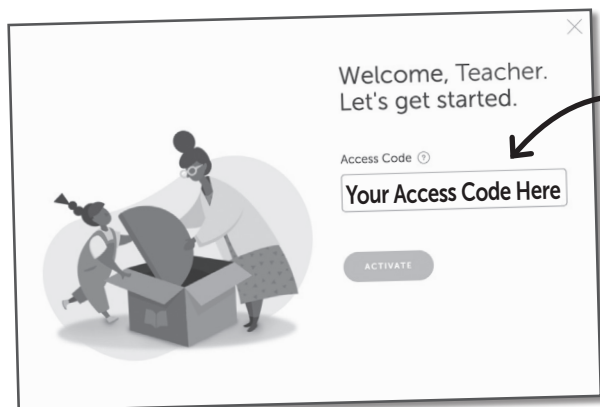 Welcome, Teacher.
Let's get started.
Access Code ?
Your Access Code Here
ACTIVATE